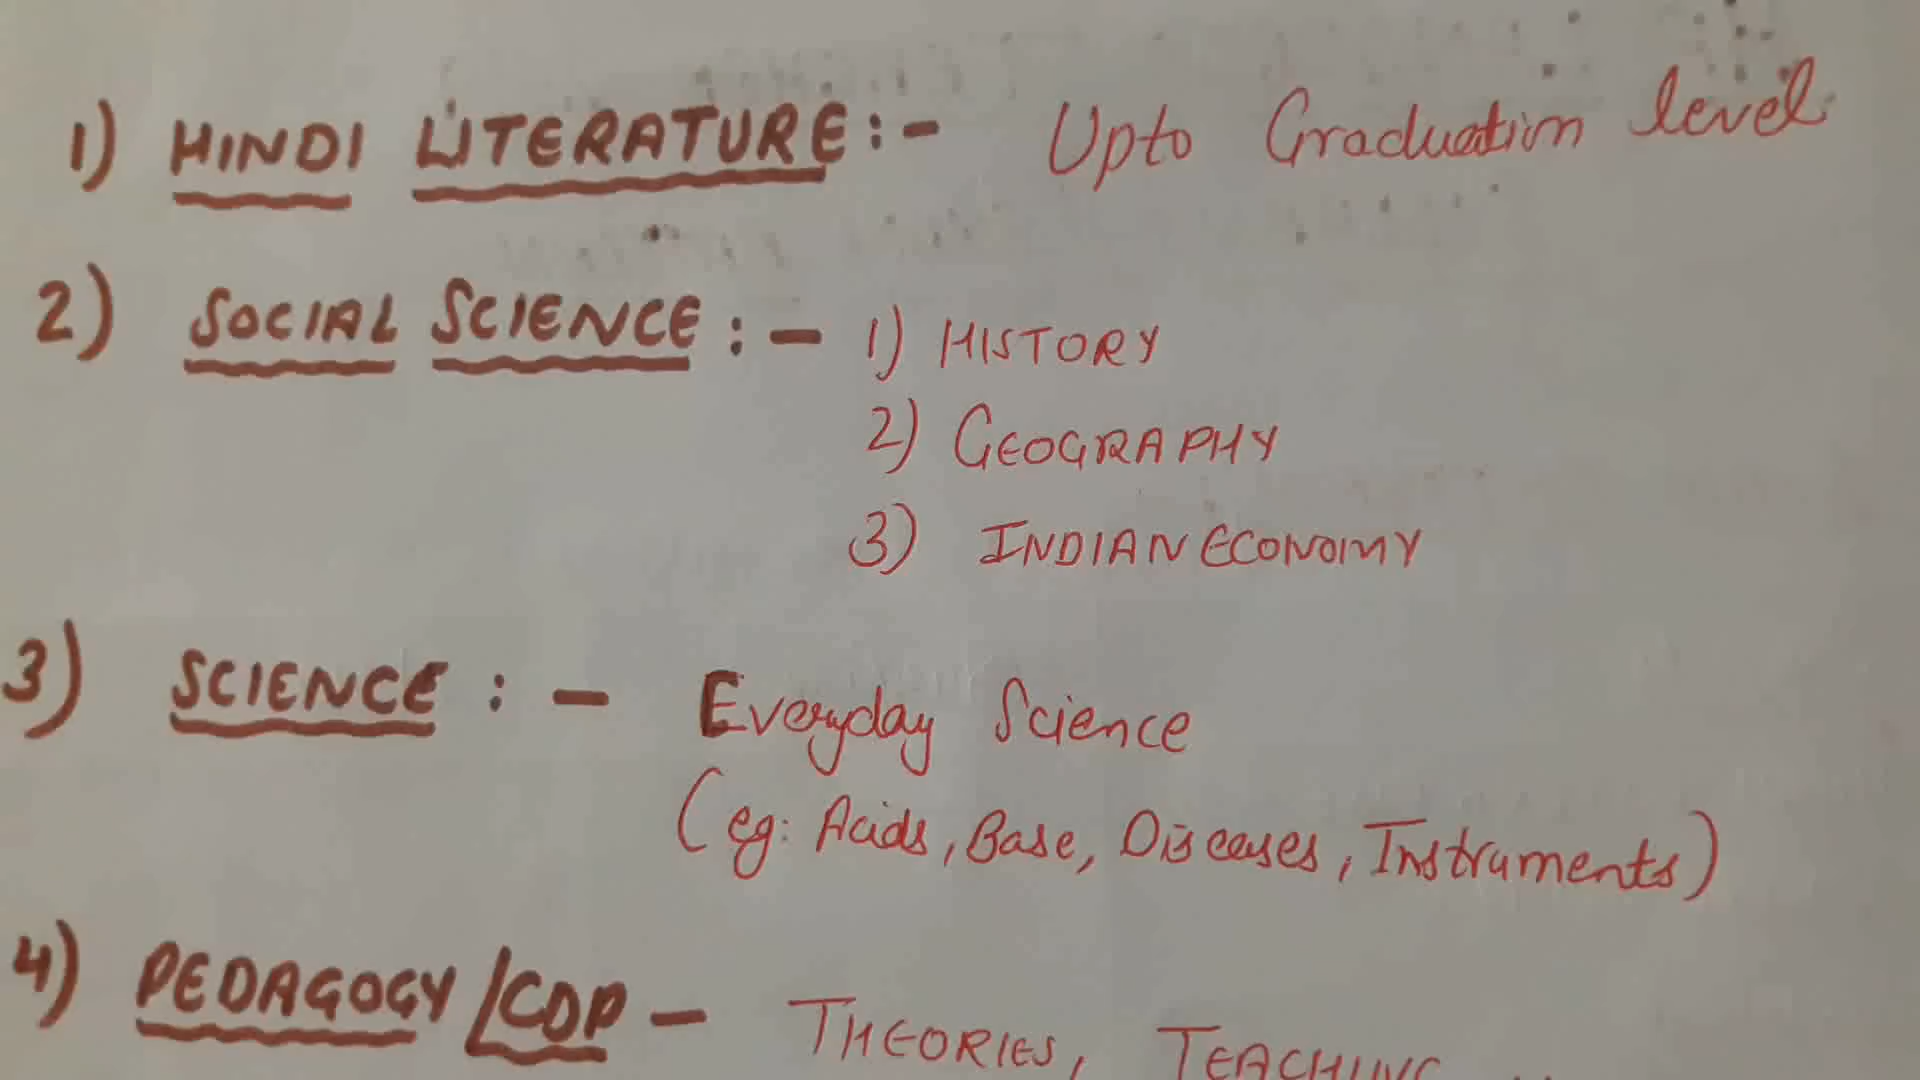 1) HINDI LITERATURE :- Upto Graduation level
2) SOCIAL SCIENCE :- 1) HISTORY
2) GEOGRAPHY
3) INDIAN ECONOMY
3) SCIENCE :- Everyday Science
(eg: Acids, Base, Diseases, Instruments)
4) PEDAGOGY/CDP - THEORIES, TEACHING